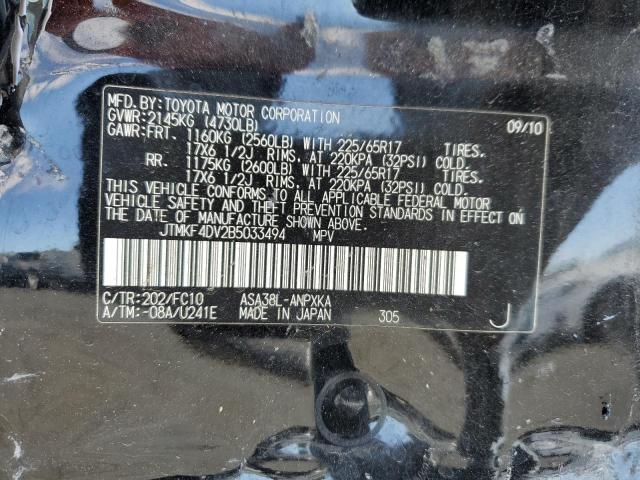 MFD.BY:TOYOTA MOTOR CORPORATION 09/10
GVWR:2145KG (4730LB)
GAWR:FRT. 1160KG (2560LB) WITH 225/65R17 TIRES.
17X6 1/2J RIMS, AT 220KPA (32PSI) COLD.
RR. 1175KG (2600LB) WITH 225/65R17 TIRES.
17X6 1/2J RIMS, AT 220KPA (32PSI) COLD.
THIS VEHICLE CONFORMS TO ALL APPLICABLE FEDERAL MOTOR
VEHICLE SAFETY AND THEFT PREVENTION STANDARDS IN EFFECT ON
THE DATE OF MANUFACTURE SHOWN ABOVE.
JTMKF4DV2B5033494 MPV
C/TR:202/FC10 ASA38L-ANPXKA
A/TM:-08A/U241E MADE IN JAPAN 305 J